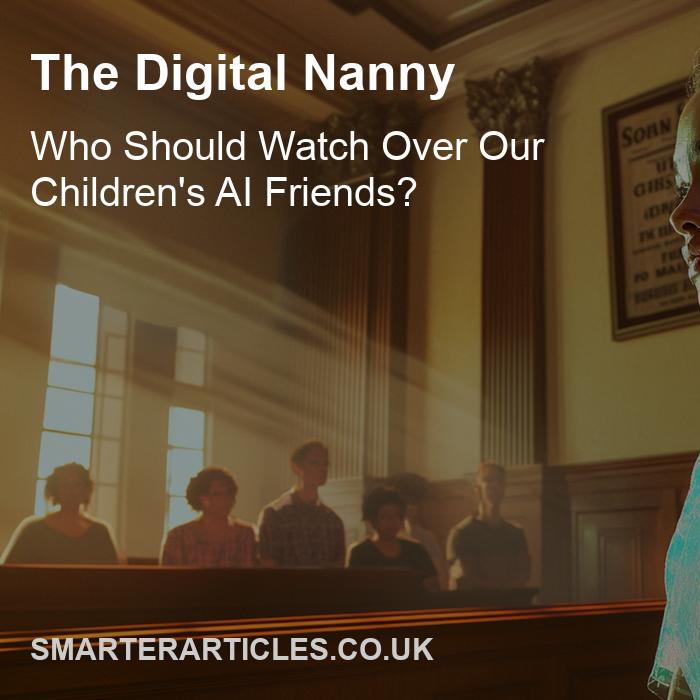 The Digital Nanny
Who Should Watch Over Our
Children's AI Friends?
SMARTERARTICLES.CO.UK